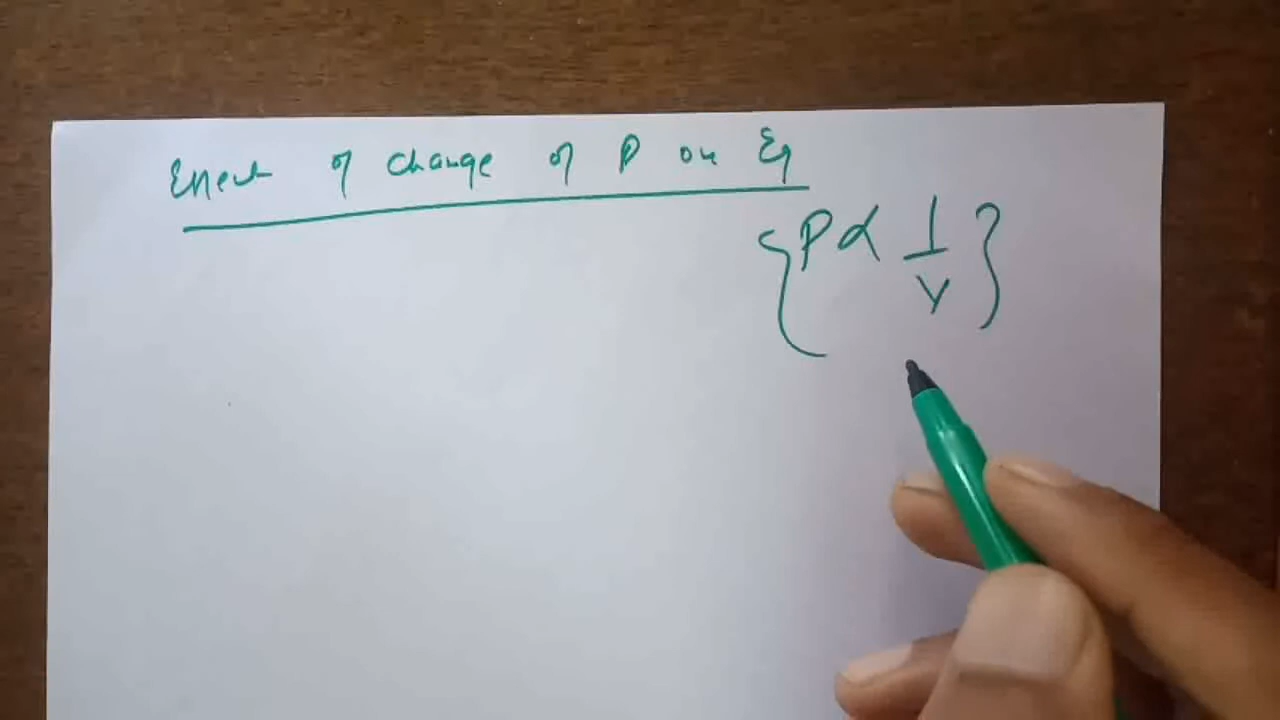 Effect of change of P on Eq
{ P ∝ 1/V }